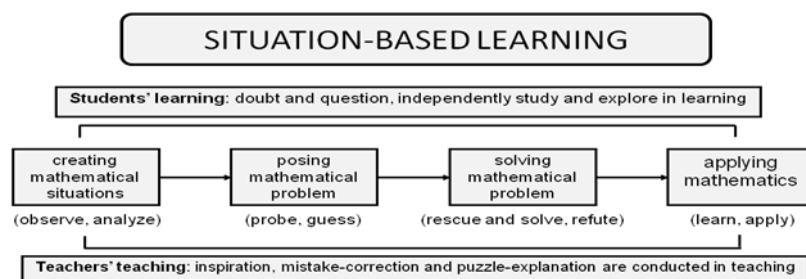 SITUATION-BASED LEARNING
Students' learning: doubt and question, independently study and explore in learning
creating
mathematical
situations
(observe, analyze)
posing
mathematical
problem
(probe, guess)
solving
mathematical
problem
(rescue and solve, refute)
applying
mathematics
(learn, apply)
Teachers' teaching: inspiration, mistake-correction and puzzle-explanation are conducted in teaching